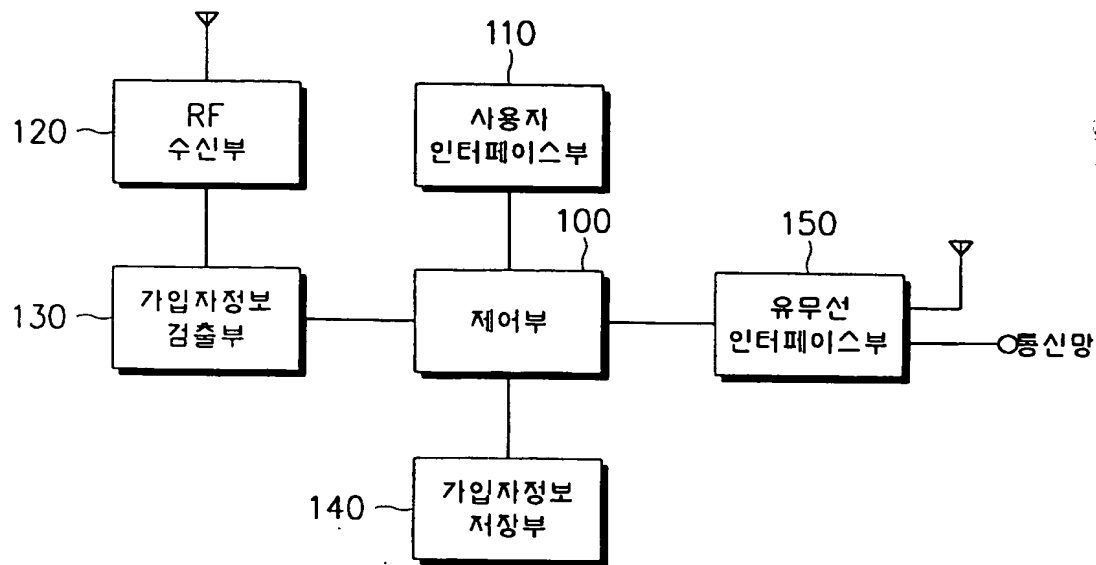 110
RF
수신부
120
사용자
인터페이스부
100
150
가입자정보
검출부
130
제어부
유무선
인터페이스부
통신망
가입자정보
저장부
140